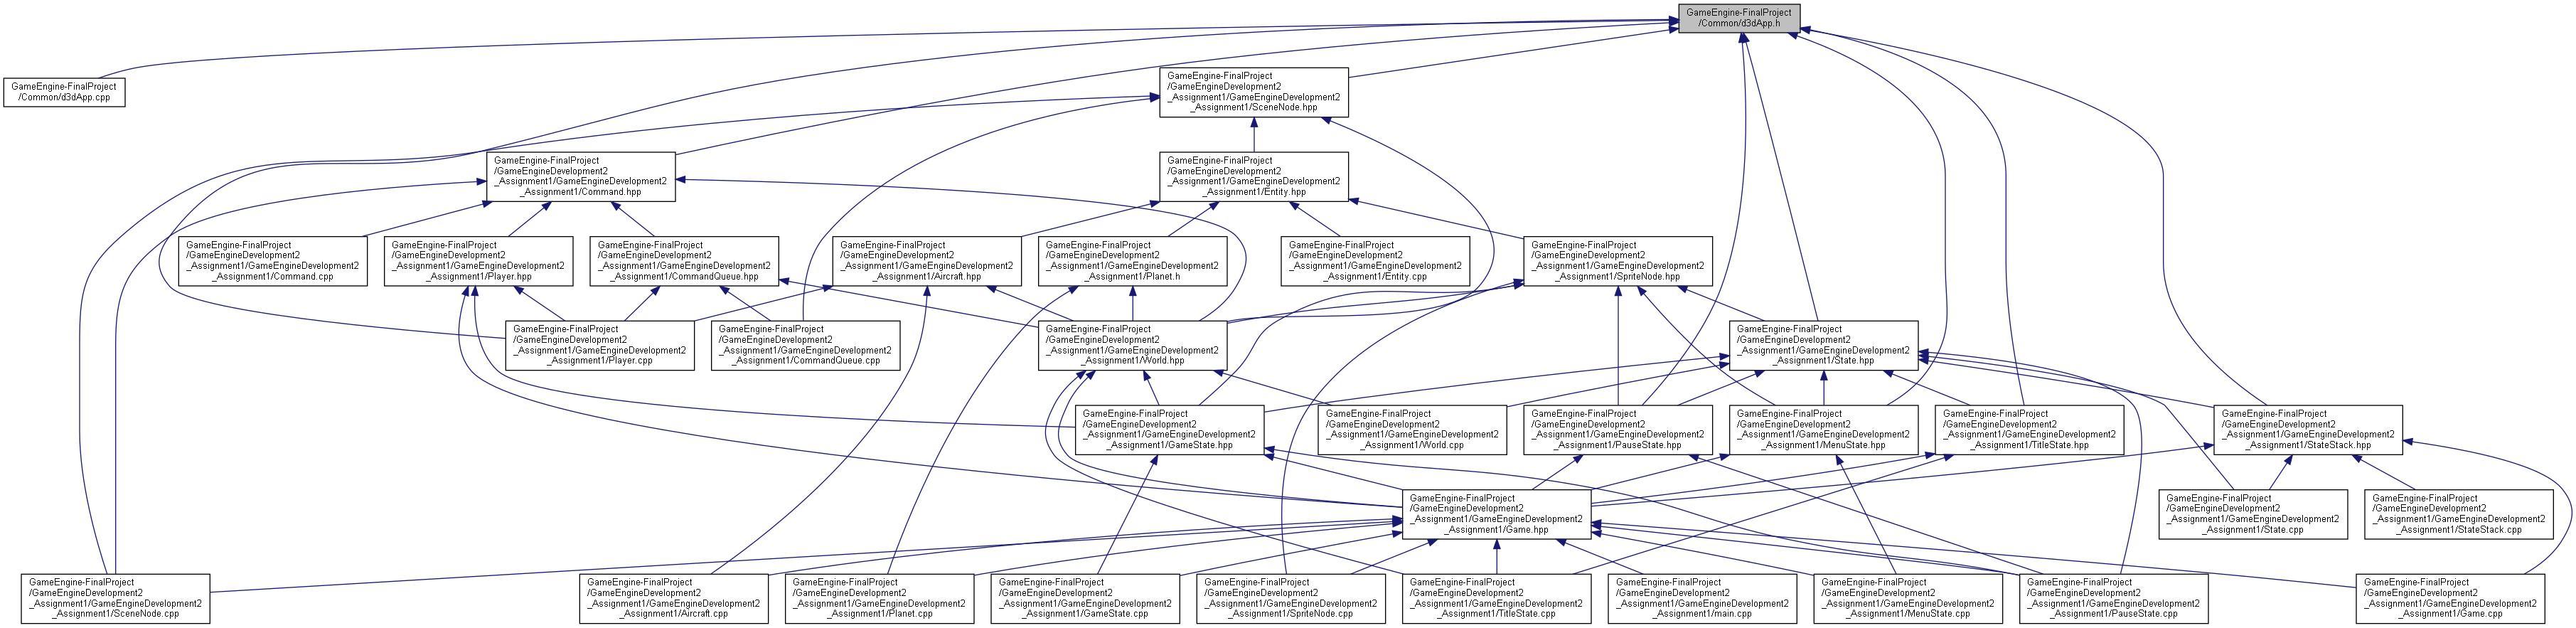 GameEngine-FinalProject
/Common/d3dApp.h
GameEngine-FinalProject
/Common/d3dApp.cpp
GameEngine-FinalProject
/GameEngineDevelopment2
_Assignment1/GameEngineDevelopment2
_Assignment1/SceneNode.hpp
GameEngine-FinalProject
/GameEngineDevelopment2
_Assignment1/GameEngineDevelopment2
_Assignment1/Command.hpp
GameEngine-FinalProject
/GameEngineDevelopment2
_Assignment1/GameEngineDevelopment2
_Assignment1/Entity.hpp
GameEngine-FinalProject
/GameEngineDevelopment2
_Assignment1/GameEngineDevelopment2
_Assignment1/Command.cpp
GameEngine-FinalProject
/GameEngineDevelopment2
_Assignment1/GameEngineDevelopment2
_Assignment1/Player.hpp
GameEngine-FinalProject
/GameEngineDevelopment2
_Assignment1/GameEngineDevelopment2
_Assignment1/CommandQueue.hpp
GameEngine-FinalProject
/GameEngineDevelopment2
_Assignment1/GameEngineDevelopment2
_Assignment1/Aircraft.hpp
GameEngine-FinalProject
/GameEngineDevelopment2
_Assignment1/GameEngineDevelopment2
_Assignment1/Planet.h
GameEngine-FinalProject
/GameEngineDevelopment2
_Assignment1/GameEngineDevelopment2
_Assignment1/Entity.cpp
GameEngine-FinalProject
/GameEngineDevelopment2
_Assignment1/GameEngineDevelopment2
_Assignment1/SpriteNode.hpp
GameEngine-FinalProject
/GameEngineDevelopment2
_Assignment1/GameEngineDevelopment2
_Assignment1/Player.cpp
GameEngine-FinalProject
/GameEngineDevelopment2
_Assignment1/GameEngineDevelopment2
_Assignment1/CommandQueue.cpp
GameEngine-FinalProject
/GameEngineDevelopment2
_Assignment1/GameEngineDevelopment2
_Assignment1/World.hpp
GameEngine-FinalProject
/GameEngineDevelopment2
_Assignment1/GameEngineDevelopment2
_Assignment1/State.hpp
GameEngine-FinalProject
/GameEngineDevelopment2
_Assignment1/GameEngineDevelopment2
_Assignment1/GameState.hpp
GameEngine-FinalProject
/GameEngineDevelopment2
_Assignment1/GameEngineDevelopment2
_Assignment1/World.cpp
GameEngine-FinalProject
/GameEngineDevelopment2
_Assignment1/GameEngineDevelopment2
_Assignment1/PauseState.hpp
GameEngine-FinalProject
/GameEngineDevelopment2
_Assignment1/GameEngineDevelopment2
_Assignment1/MenuState.hpp
GameEngine-FinalProject
/GameEngineDevelopment2
_Assignment1/GameEngineDevelopment2
_Assignment1/TitleState.hpp
GameEngine-FinalProject
/GameEngineDevelopment2
_Assignment1/GameEngineDevelopment2
_Assignment1/StateStack.hpp
GameEngine-FinalProject
/GameEngineDevelopment2
_Assignment1/GameEngineDevelopment2
_Assignment1/Game.hpp
GameEngine-FinalProject
/GameEngineDevelopment2
_Assignment1/GameEngineDevelopment2
_Assignment1/State.cpp
GameEngine-FinalProject
/GameEngineDevelopment2
_Assignment1/GameEngineDevelopment2
_Assignment1/StateStack.cpp
GameEngine-FinalProject
/GameEngineDevelopment2
_Assignment1/GameEngineDevelopment2
_Assignment1/SceneNode.cpp
GameEngine-FinalProject
/GameEngineDevelopment2
_Assignment1/GameEngineDevelopment2
_Assignment1/Aircraft.cpp
GameEngine-FinalProject
/GameEngineDevelopment2
_Assignment1/GameEngineDevelopment2
_Assignment1/Planet.cpp
GameEngine-FinalProject
/GameEngineDevelopment2
_Assignment1/GameEngineDevelopment2
_Assignment1/GameState.cpp
GameEngine-FinalProject
/GameEngineDevelopment2
_Assignment1/GameEngineDevelopment2
_Assignment1/SpriteNode.cpp
GameEngine-FinalProject
/GameEngineDevelopment2
_Assignment1/GameEngineDevelopment2
_Assignment1/TitleState.cpp
GameEngine-FinalProject
/GameEngineDevelopment2
_Assignment1/GameEngineDevelopment2
_Assignment1/main.cpp
GameEngine-FinalProject
/GameEngineDevelopment2
_Assignment1/GameEngineDevelopment2
_Assignment1/MenuState.cpp
GameEngine-FinalProject
/GameEngineDevelopment2
_Assignment1/GameEngineDevelopment2
_Assignment1/PauseState.cpp
GameEngine-FinalProject
/GameEngineDevelopment2
_Assignment1/GameEngineDevelopment2
_Assignment1/Game.cpp